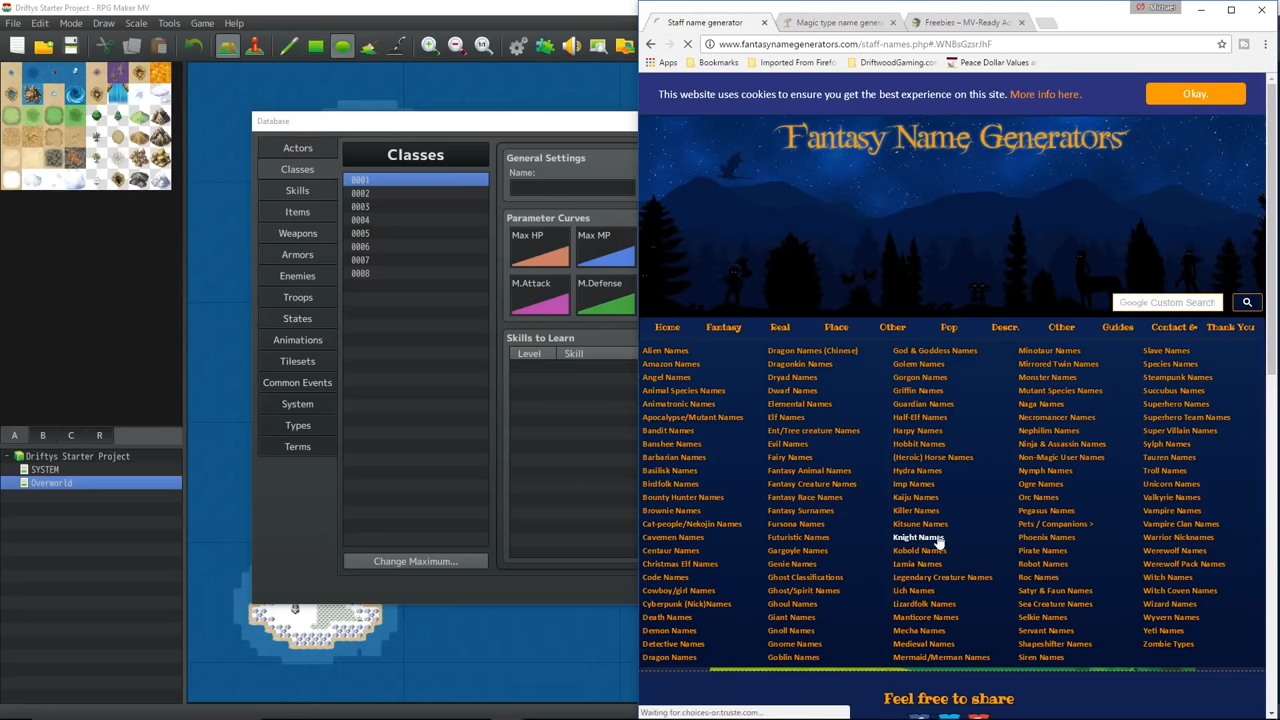 Driftys Starter Project - RPG Maker MV
File Edit Mode Draw Scale Tools Game Help
Database
Actors
Classes
Skills
Items
Weapons
Armors
Enemies
Troops
States
Animations
Tilesets
Common Events
System
Types
Terms
Classes
0001
0002
0003
0004
0005
0006
0007
0008
Change Maximum...
General Settings
Name:
Parameter Curves
Max HP Max MP
M.Attack M.Defense
Skills to Learn
Level Skill
A B C R
Driftys Starter Project
SYSTEM
Overworld
Michael
Staff name generator Magic type name genera Freebies – MV-Ready Ac
www.fantasynamegenerators.com/staff-names.php#.WNBsGzsrJhF
Apps Bookmarks Imported From Firefo DriftwoodGaming.co Peace Dollar Values a
This website uses cookies to ensure you get the best experience on this site. More info here. Okay.
Fantasy Name Generators
Google Custom Search
Home Fantasy Real Place Other Pop Descr. Other Guides Contact & Thank You
Alien Names Dragon Names (Chinese) God & Goddess Names Minotaur Names Slave Names
Amazon Names Dragonkin Names Golem Names Mirrored Twin Names Species Names
Angel Names Dryad Names Gorgon Names Monster Names Steampunk Names
Animal Species Names Dwarf Names Griffin Names Mutant Species Names Succubus Names
Animatronic Names Elemental Names Guardian Names Naga Names Superhero Names
Apocalypse/Mutant Names Elf Names Half-Elf Names Necromancer Names Superhero Team Names
Bandit Names Ent/Tree creature Names Harpy Names Nephilim Names Super Villain Names
Banshee Names Evil Names Hobbit Names Ninja & Assassin Names Sylph Names
Barbarian Names Fairy Names (Heroic) Horse Names Non-Magic User Names Tauren Names
Basilisk Names Fantasy Animal Names Hydra Names Nymph Names Troll Names
Birdfolk Names Fantasy Creature Names Imp Names Ogre Names Unicorn Names
Bounty Hunter Names Fantasy Race Names Kaiju Names Orc Names Valkyrie Names
Brownie Names Fantasy Surnames Killer Names Pegasus Names Vampire Names
Cat-people/Nekojin Names Fursona Names Kitsune Names Pets / Companions > Vampire Clan Names
Cavemen Names Futuristic Names Knight Names Phoenix Names Warrior Nicknames
Centaur Names Gargoyle Names Kobold Names Pirate Names Werewolf Names
Christmas Elf Names Genie Names Lamia Names Robot Names Werewolf Pack Names
Code Names Ghost Classifications Legendary Creature Names Roc Names Witch Names
Cowboy/girl Names Ghost/Spirit Names Lich Names Satyr & Faun Names Witch Coven Names
Cyberpunk (Nick)Names Ghoul Names Lizardfolk Names Sea Creature Names Wizard Names
Death Names Giant Names Manticore Names Selkie Names Wyvern Names
Demon Names Gnoll Names Mecha Names Servant Names Yeti Names
Detective Names Gnome Names Medieval Names Shapeshifter Names Zombie Types
Dragon Names Goblin Names Mermaid/Merman Names Siren Names
Feel free to share
Waiting for choices-or.truste.com...